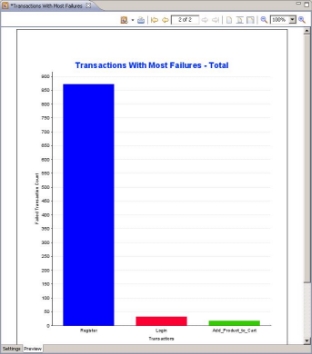 *Transactions With Most Failures
2 of 2
100%
Transactions With Most Failures - Total
900
850
800
750
700
650
600
550
500
450
400
350
300
250
200
150
100
50
0
Failed Transaction Count
Register
Login
Add_Product_to_Cart
Transactions
Settings Preview